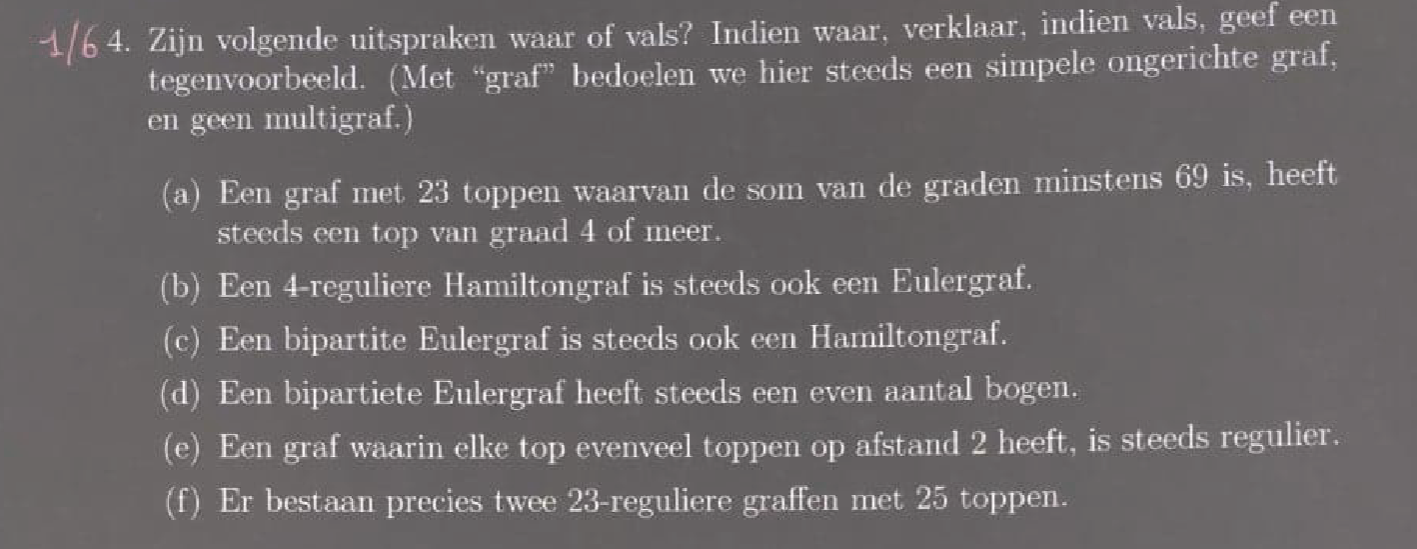 1/6 4. Zijn volgende uitspraken waar of vals? Indien waar, verklaar, indien vals, geef een
tegenvoorbeeld. (Met “graf” bedoelen we hier steeds een simpele ongerichte graf,
en geen multigraf.)
(a) Een graf met 23 toppen waarvan de som van de graden minstens 69 is, heeft
steeds een top van graad 4 of meer.
(b) Een 4-reguliere Hamiltongraf is steeds ook een Eulergraf.
(c) Een bipartite Eulergraf is steeds ook een Hamiltongraf.
(d) Een bipartiete Eulergraf heeft steeds een even aantal bogen.
(e) Een graf waarin elke top evenveel toppen op afstand 2 heeft, is steeds regulier.
(f) Er bestaan precies twee 23-reguliere graffen met 25 toppen.